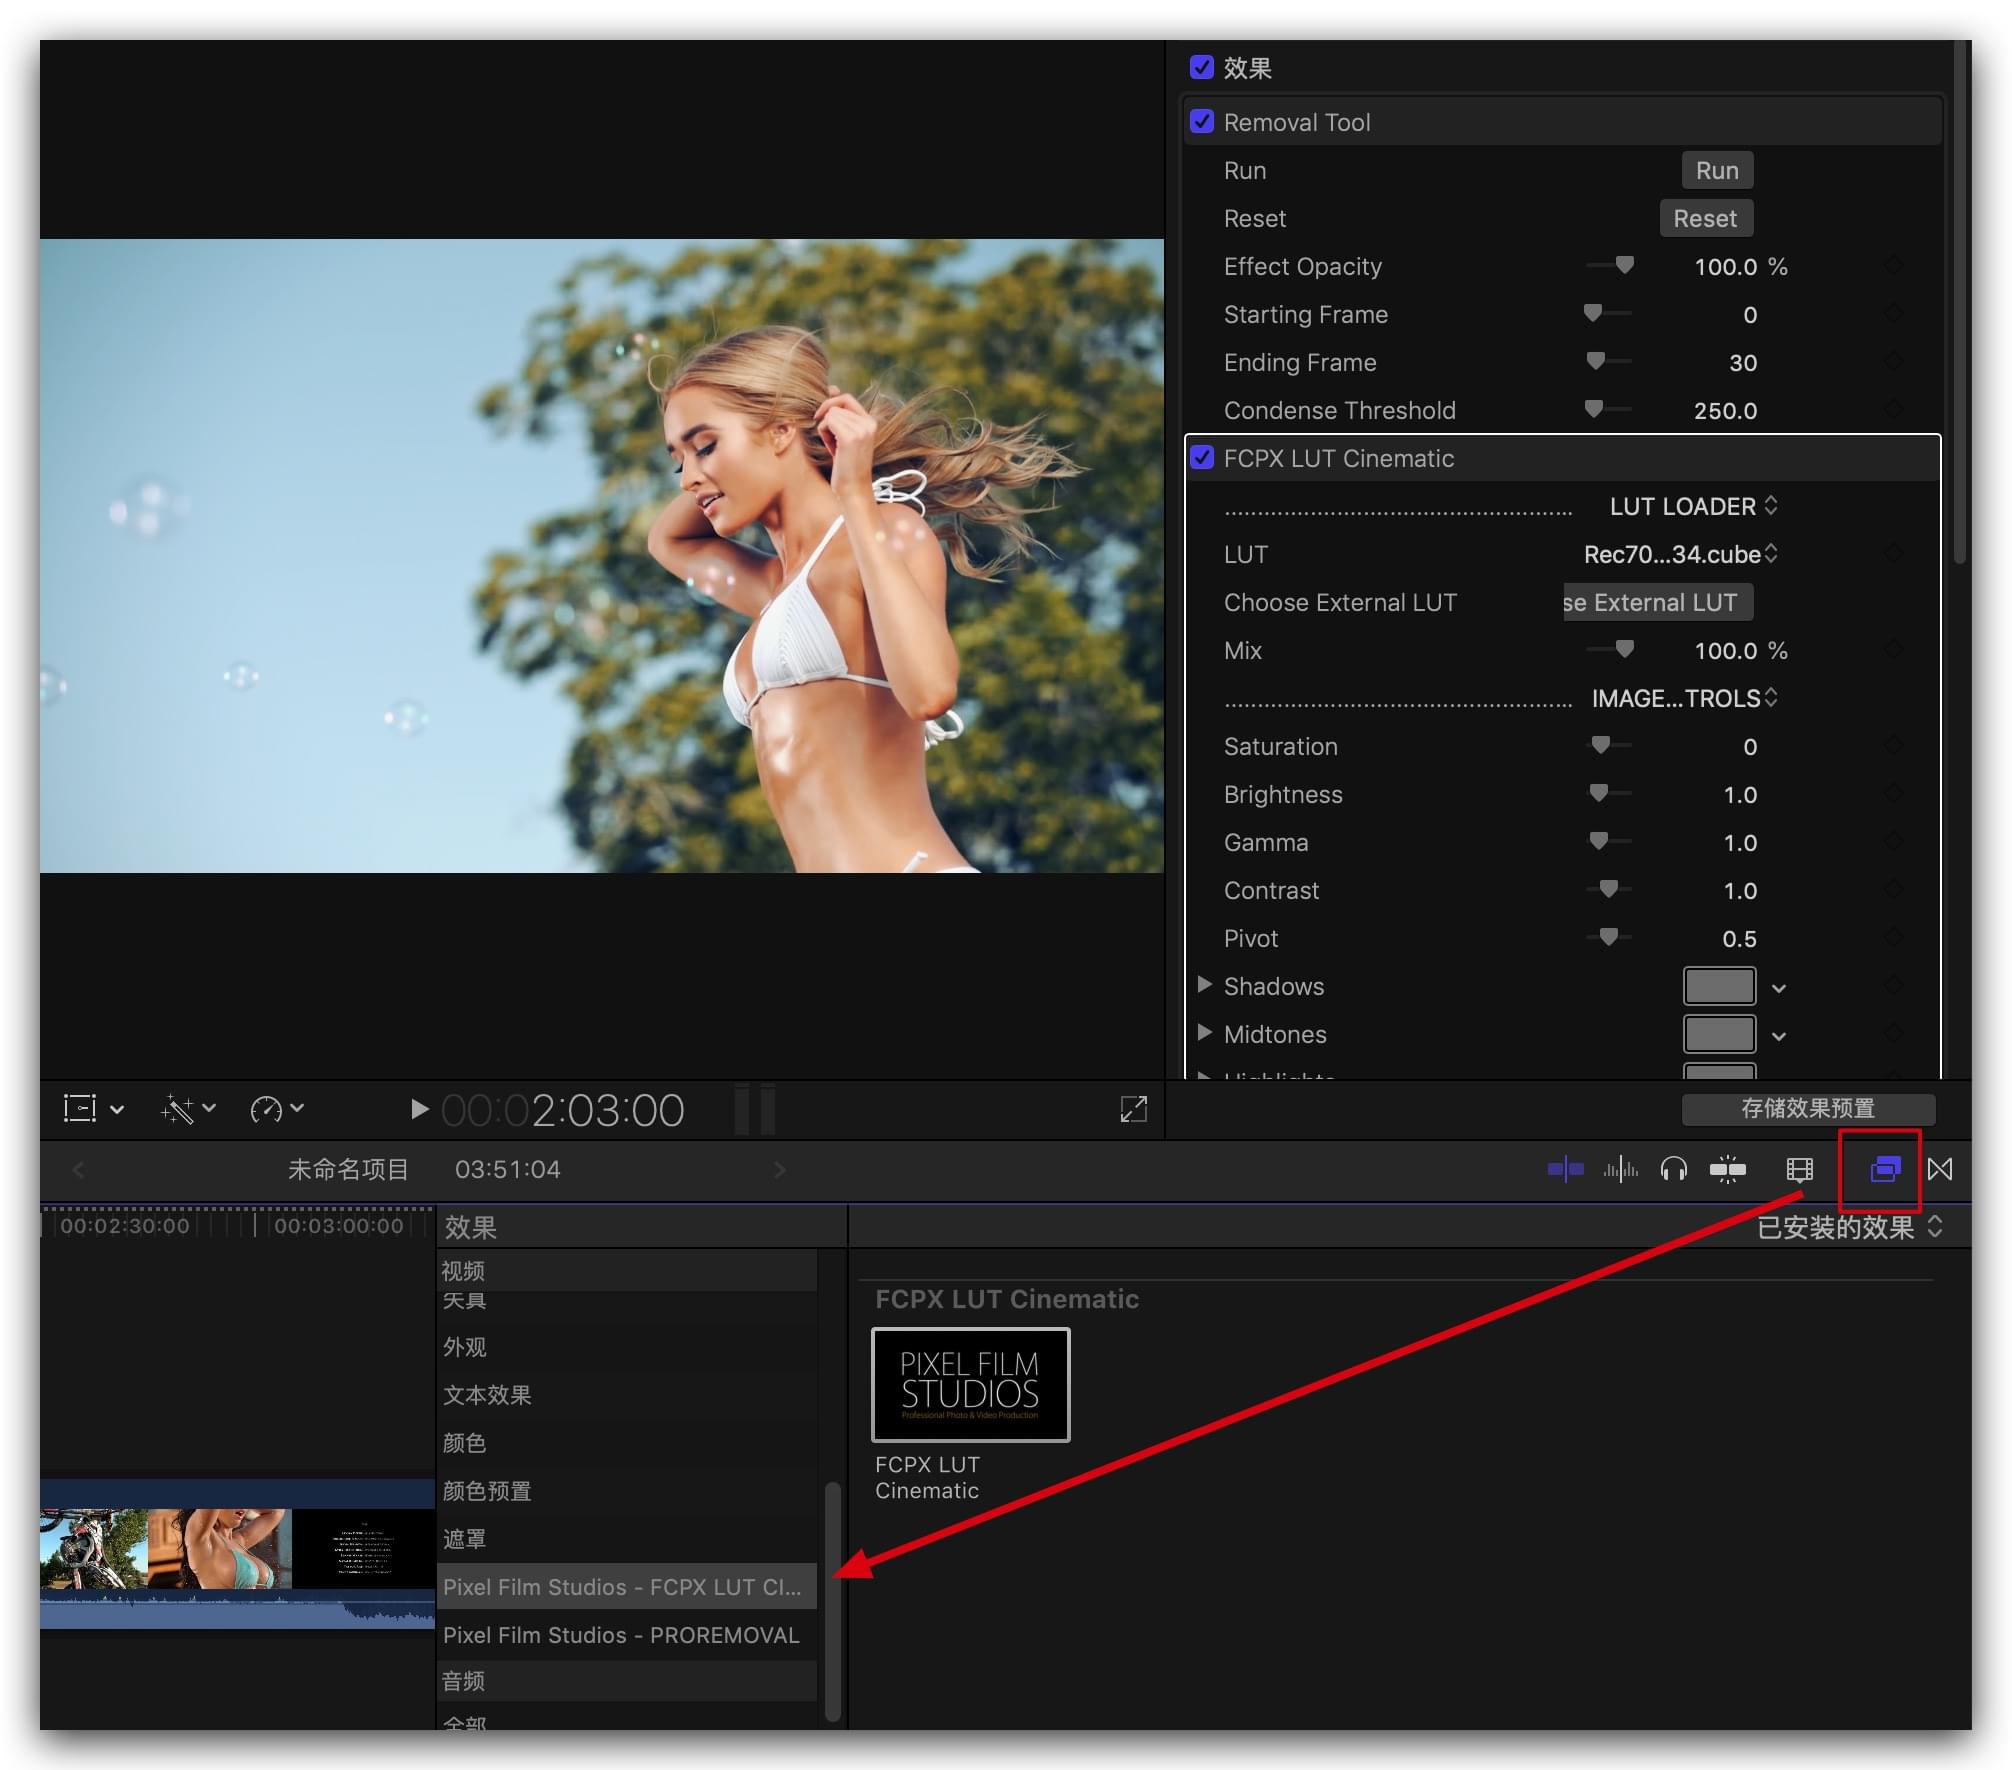 效果
Removal Tool
Run Run
Reset Reset
Effect Opacity 100.0 %
Starting Frame 0
Ending Frame 30
Condense Threshold 250.0
FCPX LUT Cinematic
LUT LOADER
LUT Rec70...34.cube
Choose External LUT se External LUT
Mix 100.0 %
IMAGE...TROLS
Saturation 0
Brightness 1.0
Gamma 1.0
Contrast 1.0
Pivot 0.5
Shadows
Midtones
Highlights
00:02:03:00
存储效果预置
未命名项目 03:51:04
00:02:30:00 00:03:00:00
效果
已安装的效果
视频
外观
文本效果
颜色
颜色预置
遮罩
Pixel Film Studios - FCPX LUT CI...
Pixel Film Studios - PROREMOVAL
音频
全部
FCPX LUT Cinematic
PIXEL FILM
STUDIOS
Professional Photo & Video Production
FCPX LUT
Cinematic